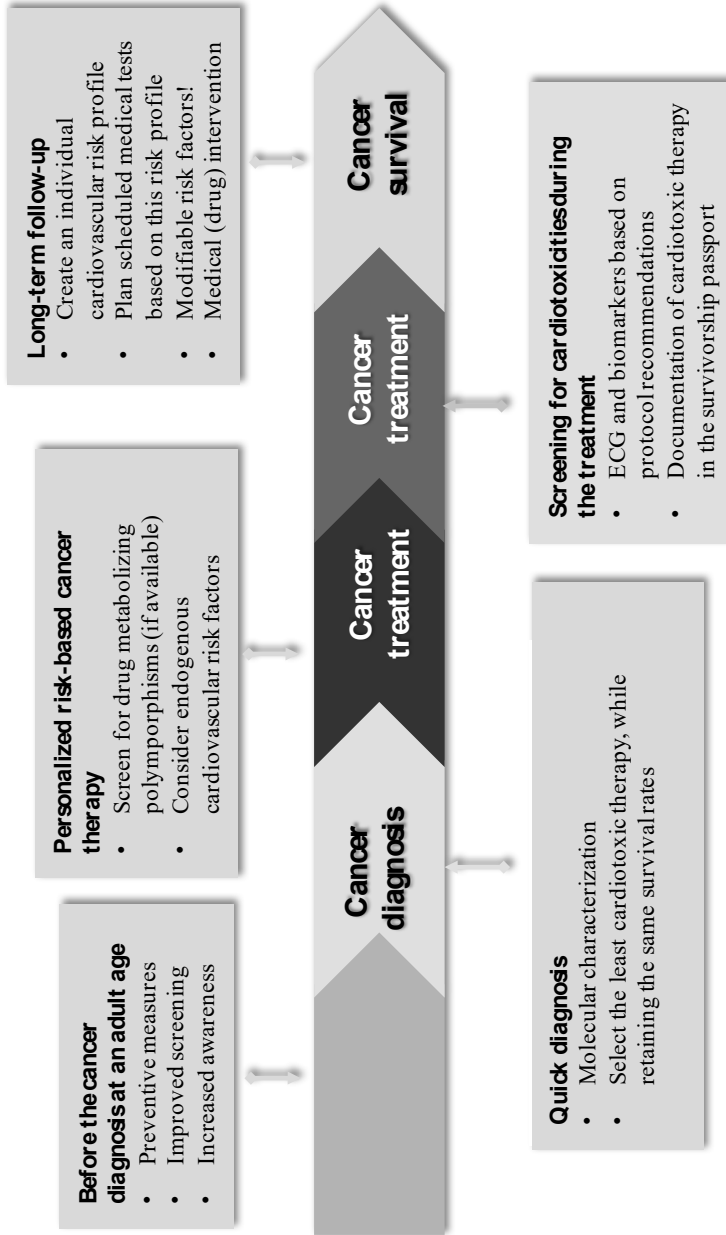 Before the cancer
diagnosis at an adult age
• Preventive measures
• Improved screening
• Increased awareness
Personalized risk-based cancer
therapy
• Screen for drug metabolizing
polymporphisms (if available)
• Consider endogenous
cardiovascular risk factors
Long-term follow-up
• Create an individual
cardiovascular risk profile
• Plan scheduled medical tests
based on this risk profile
• Modifiable risk factors!
• Medical (drug) intervention
Cancer
diagnosis
Cancer
treatment
Cancer
treatment
Cancer
survival
Quick diagnosis
• Molecular characterization
• Select the least cardiotoxic therapy, while
retaining the same survival rates
Screening for cardiotoxicities during
the treatment
• ECG and biomarkers based on
protocol recommendations
• Documentation of cardiotoxic therapy
in the survivorship passport